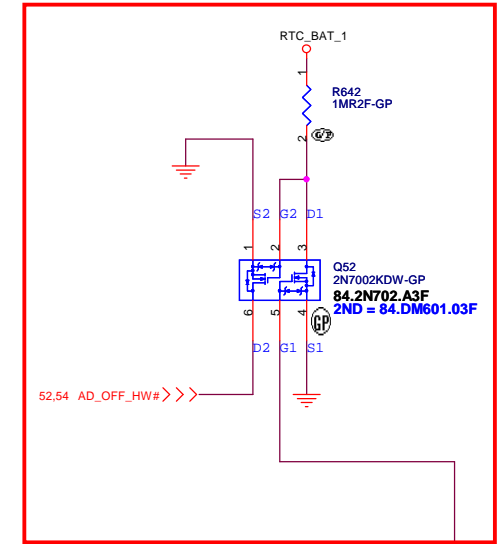 RTC_BAT_1
1
R642
1MR2F-GP
2
G/P
S2 G2 D1
1 2 3
Q52
2N7002KDW-GP
84.2N702.A3F
2ND = 84.DM601.03F
GP
6 5 4
D2 G1 S1
52,54 AD_OFF_HW#